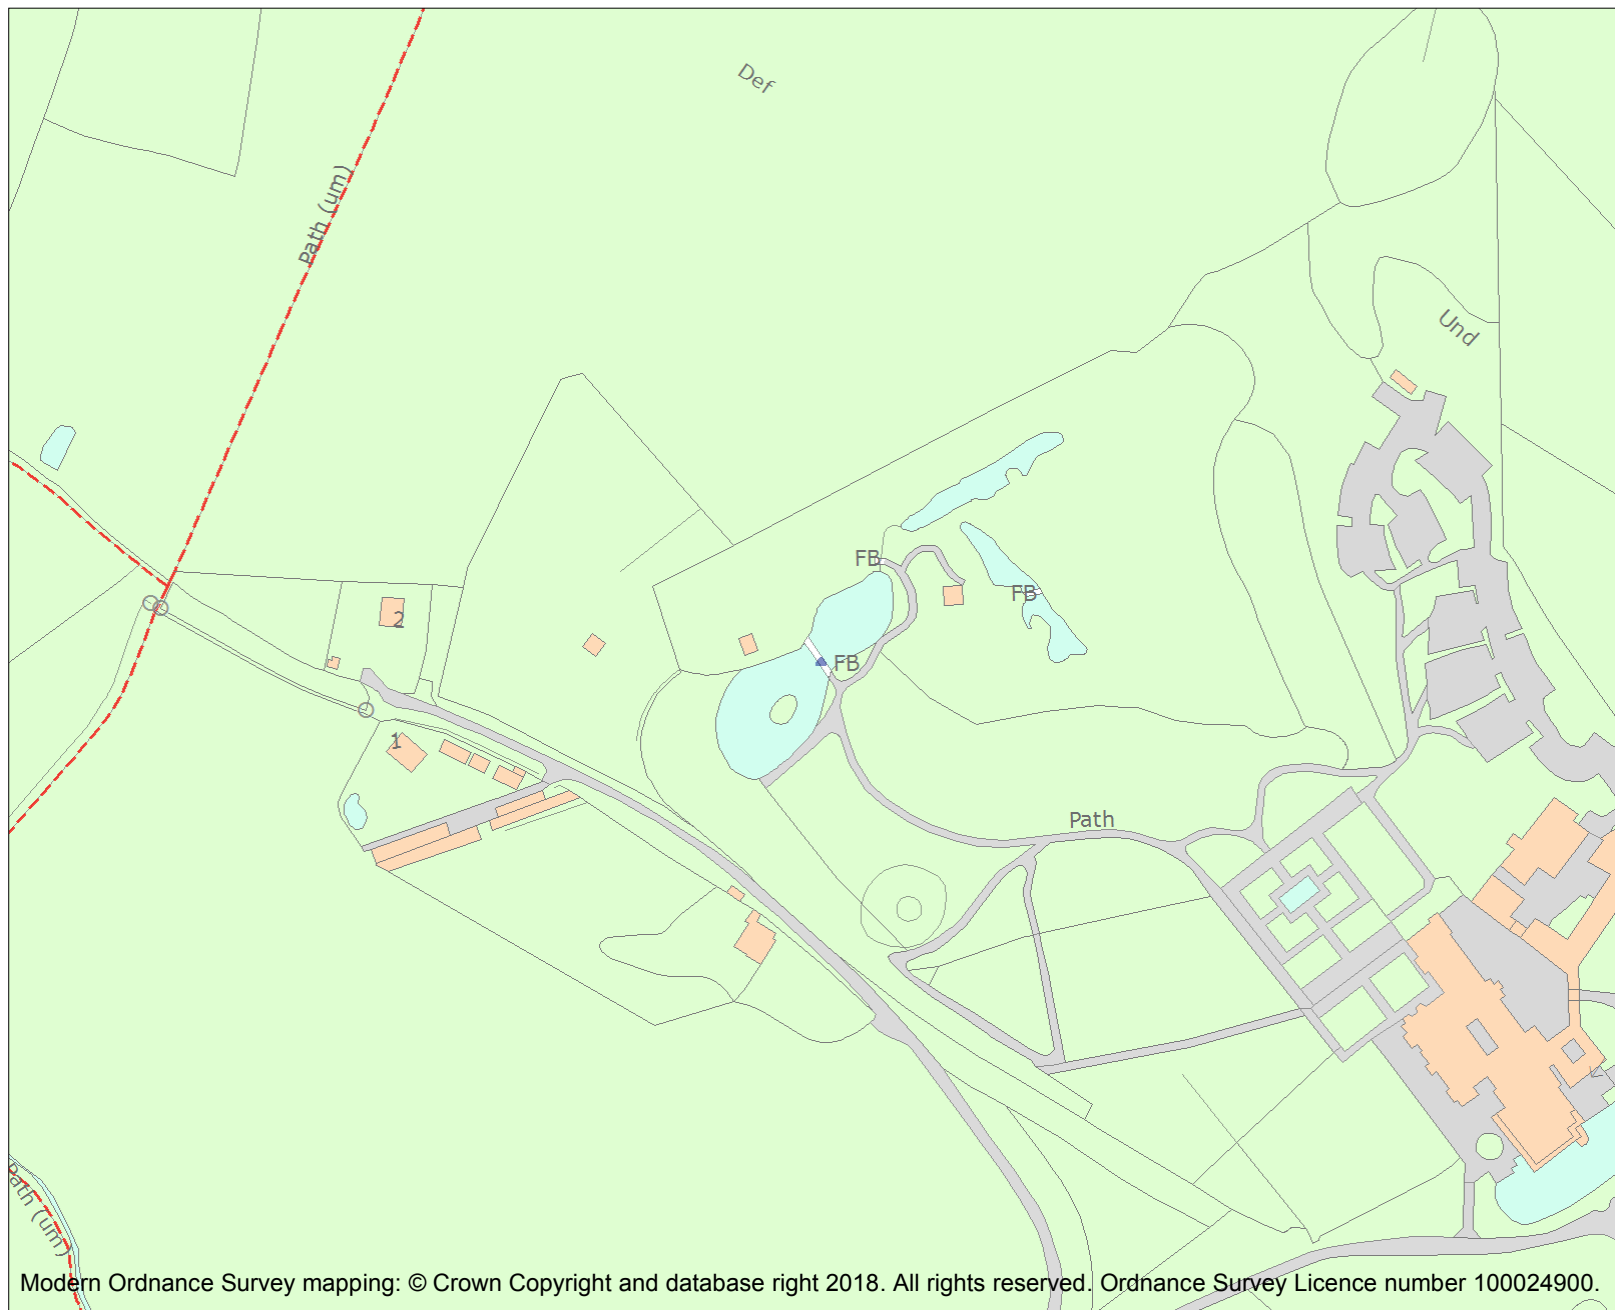 Def
Path (um)
Und
FB
FB
2
FB
1
Path
Path (um)
Modern Ordnance Survey mapping: © Crown Copyright and database right 2018. All rights reserved. Ordnance Survey Licence number 100024900.